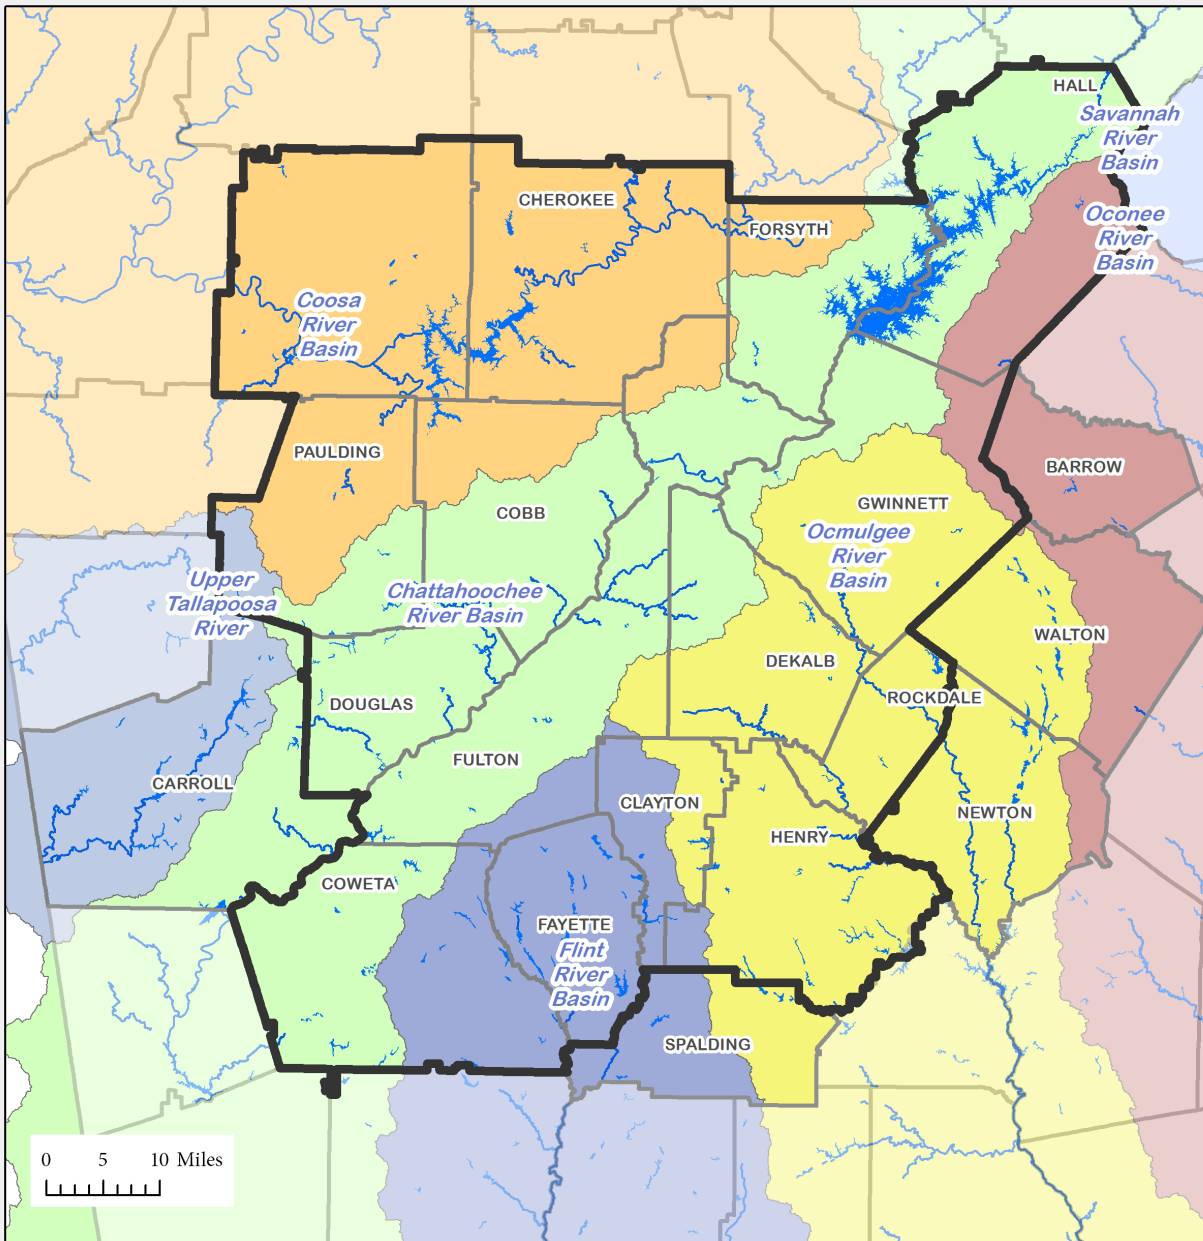 HALL
Savannah
River
Basin
CHEROKEE
FORSYTH
Oconee
River
Basin
Coosa
River
Basin
PAULDING
BARROW
COBB
GWINNETT
Ocmulgee
River
Basin
Upper
Tallapoosa
River
Chattahoochee
River Basin
WALTON
DEKALB
ROCKDALE
DOUGLAS
FULTON
CARROLL
CLAYTON
NEWTON
HENRY
COWETA
FAYETTE
Flint
River
Basin
SPALDING
0 5 10 Miles